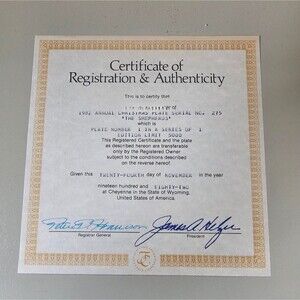 Certificate of
Registration & Authenticity
This is to certify that
of
1982 ANNUAL CHRISTMAS PLATE SERIAL NO. 275
"THE SHEPHERDS"
which is
PLATE NUMBER 1 IN A SERIES OF 1
EDITION LIMIT 5000
This Registered Certificate and the plate
as described hereon are transferable
only by the Registered Owner
subject to the conditions described
on the reverse hereof.
Given this TWENTY-FOURTH day of NOVEMBER in the year
nineteen hundred and EIGHTY-TWO
at Cheyenne in the State of Wyoming,
United States of America.
Registrar General
President